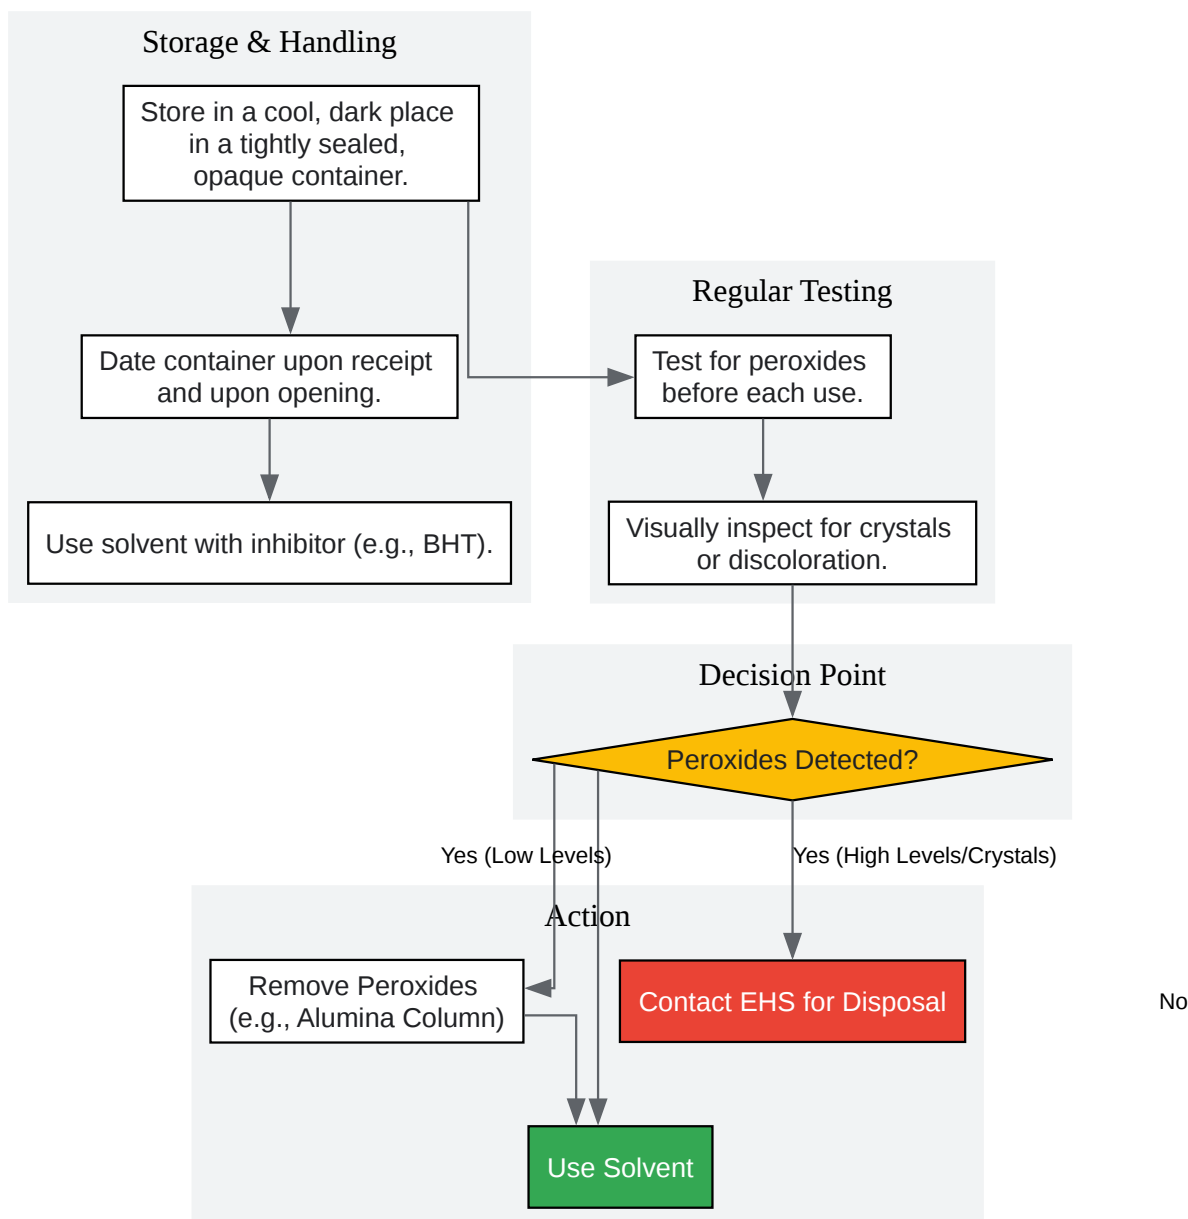 Storage & Handling
Store in a cool, dark place
in a tightly sealed,
opaque container.
Date container upon receipt
and upon opening.
Use solvent with inhibitor (e.g., BHT).
Regular Testing
Test for peroxides
before each use.
Visually inspect for crystals
or discoloration.
Decision Point
Peroxides Detected?
Yes (Low Levels)
Yes (High Levels/Crystals)
Action
Remove Peroxides
(e.g., Alumina Column)
Contact EHS for Disposal
No
Use Solvent